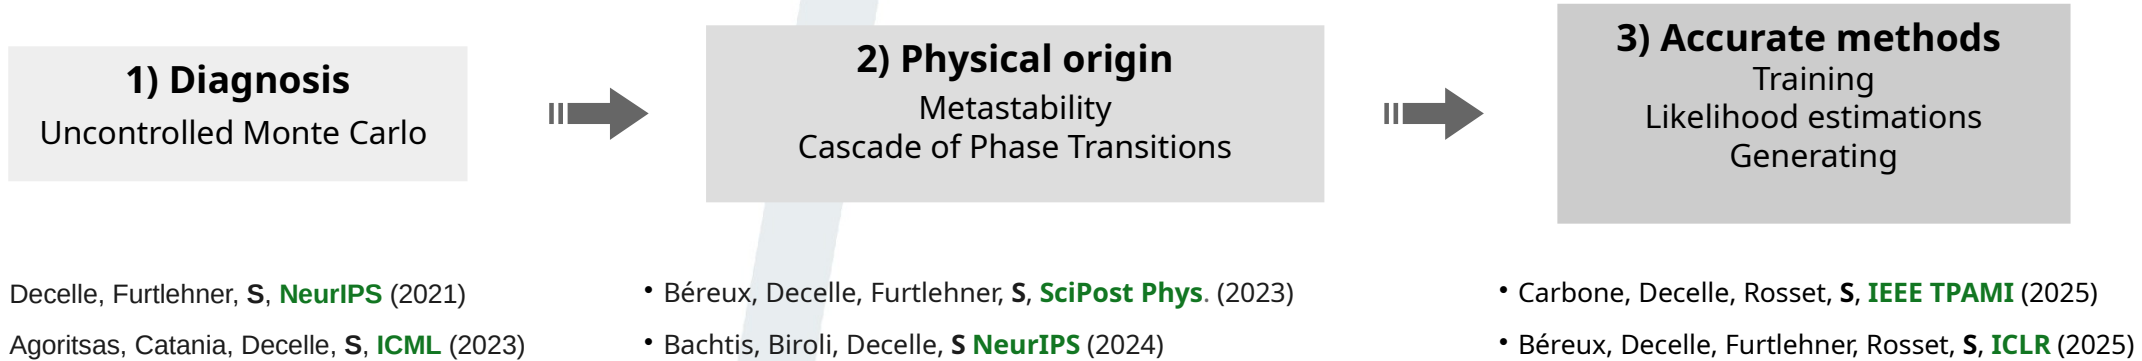 1) Diagnosis
Uncontrolled Monte Carlo
2) Physical origin
Metastability
Cascade of Phase Transitions
3) Accurate methods
Training
Likelihood estimations
Generating
Decelle, Furtlehner, S, NeurIPS (2021)
Agoritsas, Catania, Decelle, S, ICML (2023)
• Béreux, Decelle, Furtlehner, S, SciPost Phys. (2023)
• Bachtis, Biroli, Decelle, S NeurIPS (2024)
• Carbone, Decelle, Rosset, S, IEEE TPAMI (2025)
• Béreux, Decelle, Furtlehner, Rosset, S, ICLR (2025)